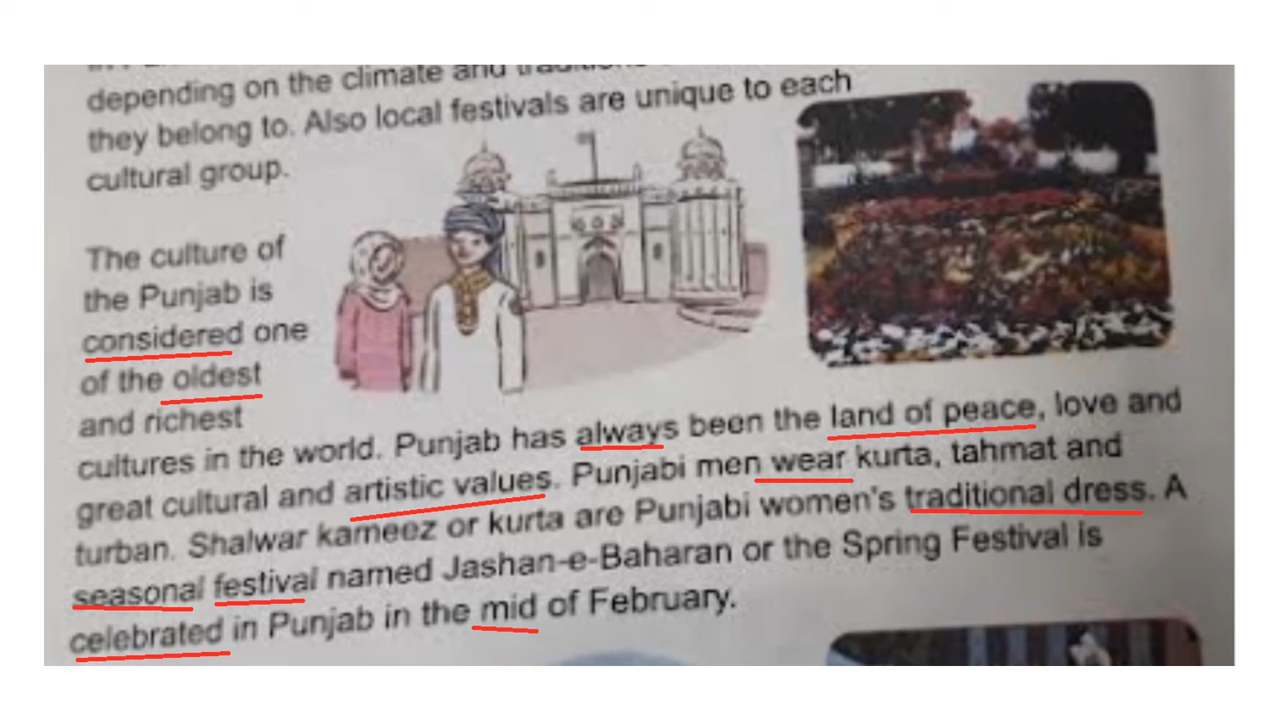 depending on the climate and
they belong to. Also local festivals are unique to each
cultural group.
The culture of
the Punjab is
considered one
of the oldest
and richest
cultures in the world. Punjab has always been the land of peace, love and
great cultural and artistic values. Punjabi men wear kurta, tahmat and
turban. Shalwar kameez or kurta are Punjabi women's traditional dress. A
seasonal festival named Jashan-e-Baharan or the Spring Festival is
celebrated in Punjab in the mid of February.